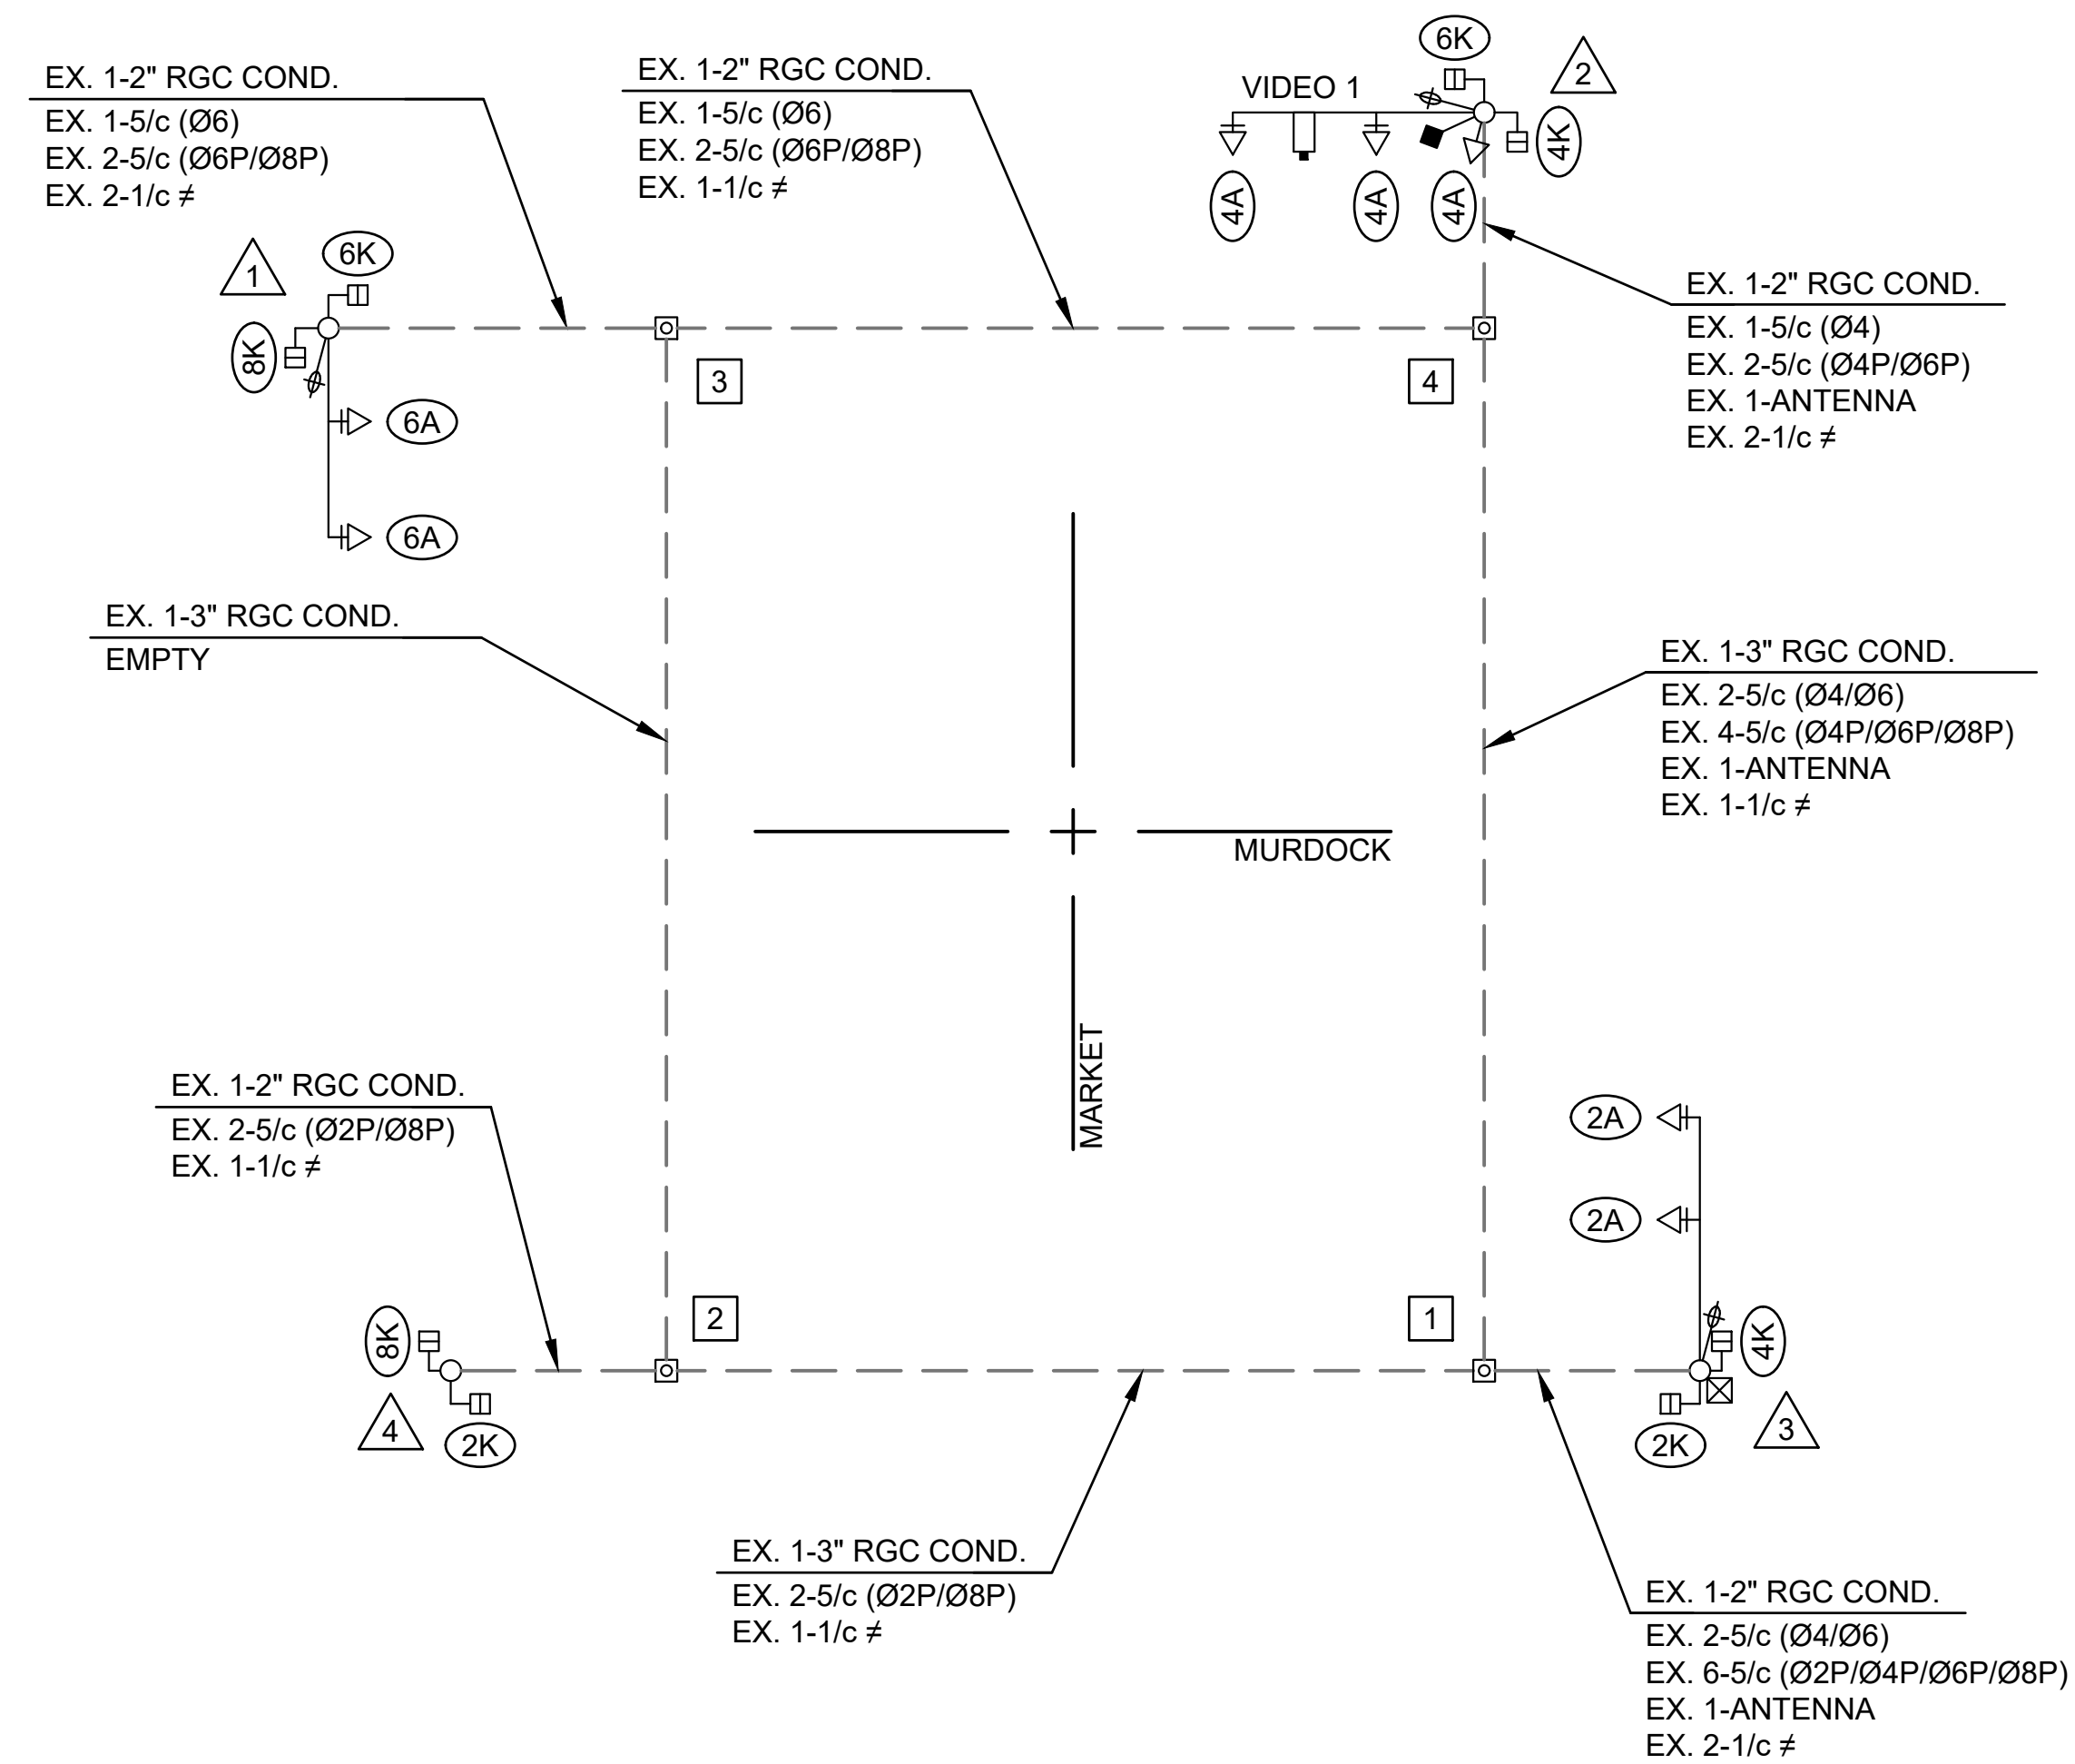 EX. 1-2" RGC COND.
EX. 1-5/c (Ø6)
EX. 2-5/c (Ø6P/Ø8P)
EX. 2-1/c ≠
EX. 1-2" RGC COND.
EX. 1-5/c (Ø6)
EX. 2-5/c (Ø6P/Ø8P)
EX. 1-1/c ≠
VIDEO 1
6K
2
4K
4A
4A
4A
EX. 1-2" RGC COND.
EX. 1-5/c (Ø4)
EX. 2-5/c (Ø4P/Ø6P)
EX. 1-ANTENNA
EX. 2-1/c ≠
1
6K
8K
6A
6A
3
4
EX. 1-3" RGC COND.
EMPTY
EX. 1-3" RGC COND.
EX. 2-5/c (Ø4/Ø6)
EX. 4-5/c (Ø4P/Ø6P/Ø8P)
EX. 1-ANTENNA
EX. 1-1/c ≠
MURDOCK
MARKET
EX. 1-2" RGC COND.
EX. 2-5/c (Ø2P/Ø8P)
EX. 1-1/c ≠
2A
2A
8K
4
2K
2
1
4K
2K
3
EX. 1-3" RGC COND.
EX. 2-5/c (Ø2P/Ø8P)
EX. 1-1/c ≠
EX. 1-2" RGC COND.
EX. 2-5/c (Ø4/Ø6)
EX. 6-5/c (Ø2P/Ø4P/Ø6P/Ø8P)
EX. 1-ANTENNA
EX. 2-1/c ≠